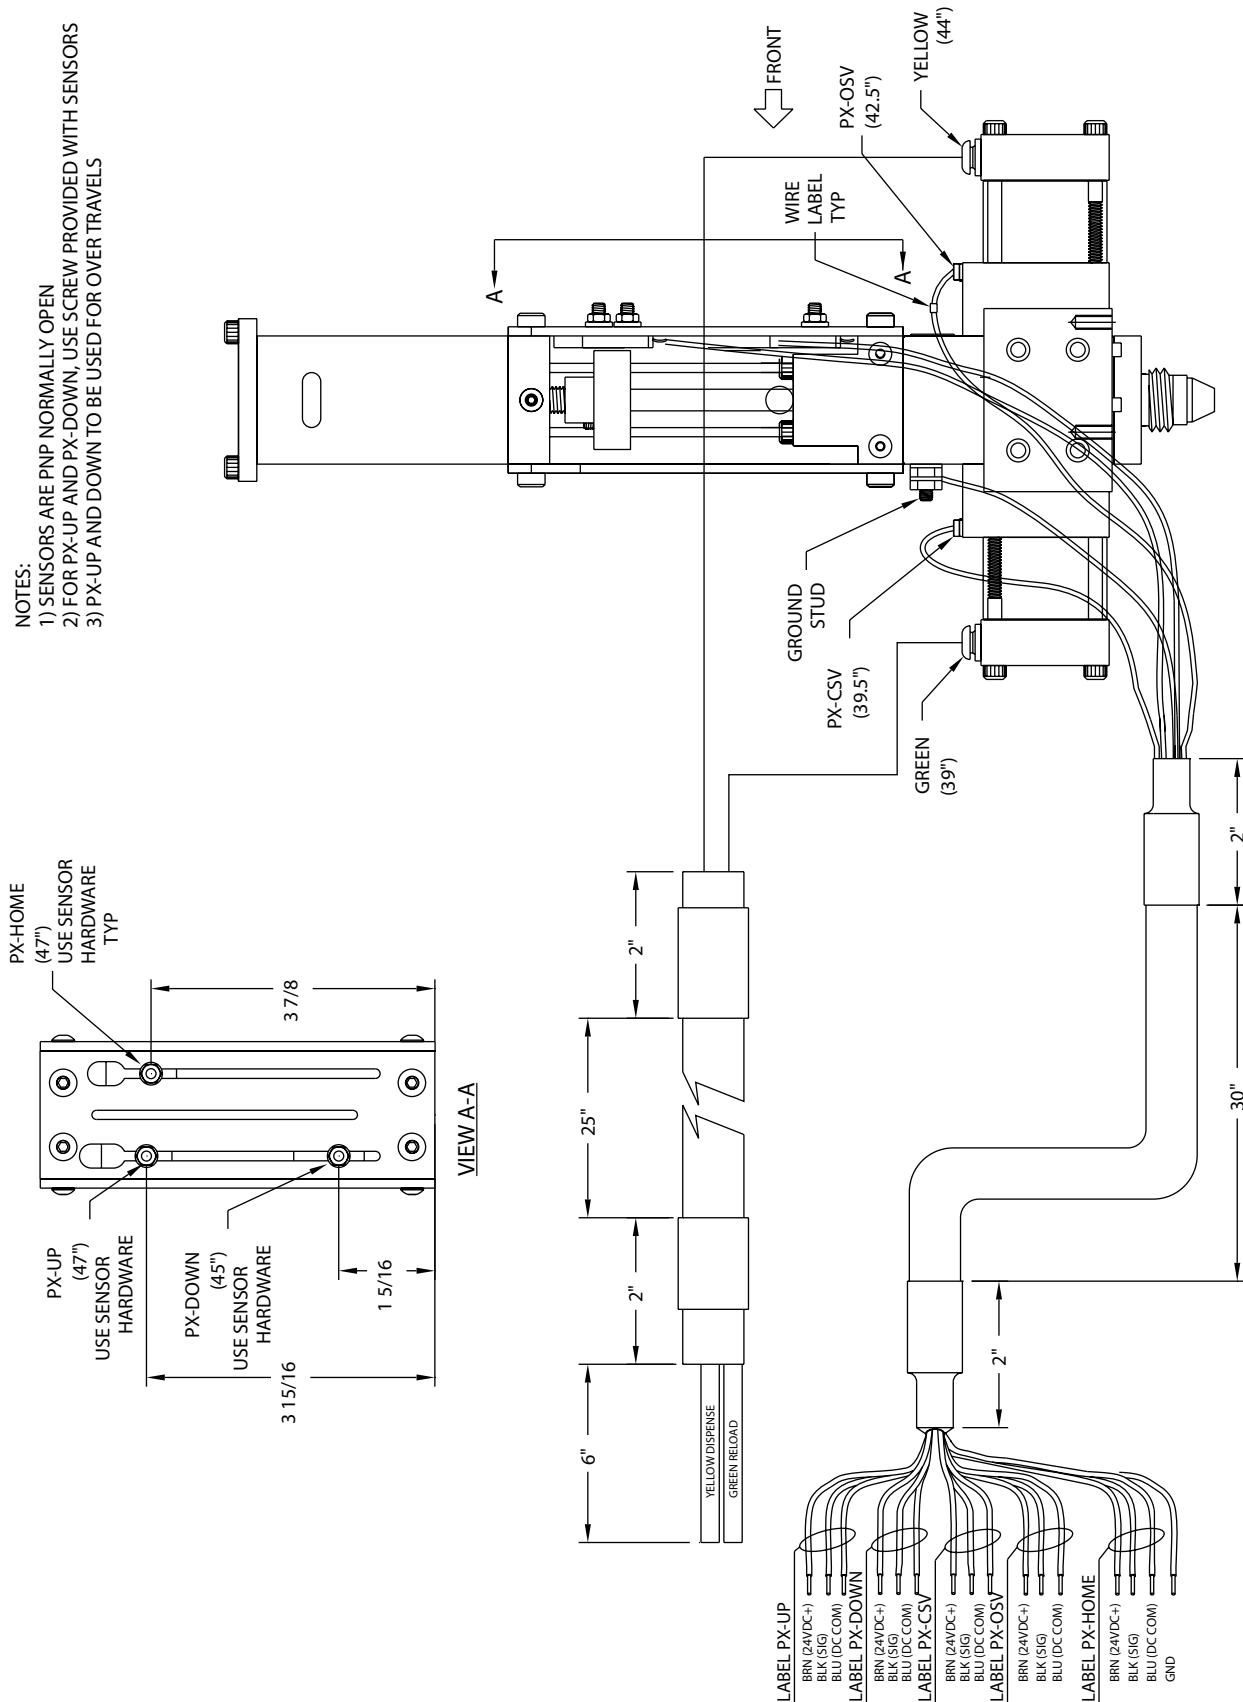 NOTES:
1) SENSORS ARE PNP NORMALLY OPEN
2) FOR PX-UP AND PX-DOWN, USE SCREW PROVIDED WITH SENSORS
3) PX-UP AND DOWN TO BE USED FOR OVER TRAVELS
PX-HOME
(47")
USE SENSOR
HARDWARE
TYP
3 7/8
PX-UP
(47")
USE SENSOR
HARDWARE
PX-DOWN
(45")
USE SENSOR
HARDWARE
1 5/16
3 15/16
VIEW A-A
A
A
FRONT
WIRE
LABEL
TYP
PX-OSV
(42.5")
YELLOW
(44")
GROUND
STUD
PX-CSV
(39.5")
GREEN
(39")
6"
2"
25"
2"
YELLOW DISPENSE
GREEN RELOAD
2"
30"
2"
LABEL PX-UP
BRN (24VDC+)
BLK (SIG)
BLU (DC COM)
LABEL PX-DOWN
BRN (24VDC+)
BLK (SIG)
BLU (DC COM)
LABEL PX-CSV
BRN (24VDC+)
BLK (SIG)
BLU (DC COM)
LABEL PX-OSV
BRN (24VDC+)
BLK (SIG)
BLU (DC COM)
LABEL PX-HOME
BRN (24VDC+)
BLK (SIG)
BLU (DC COM)
GND